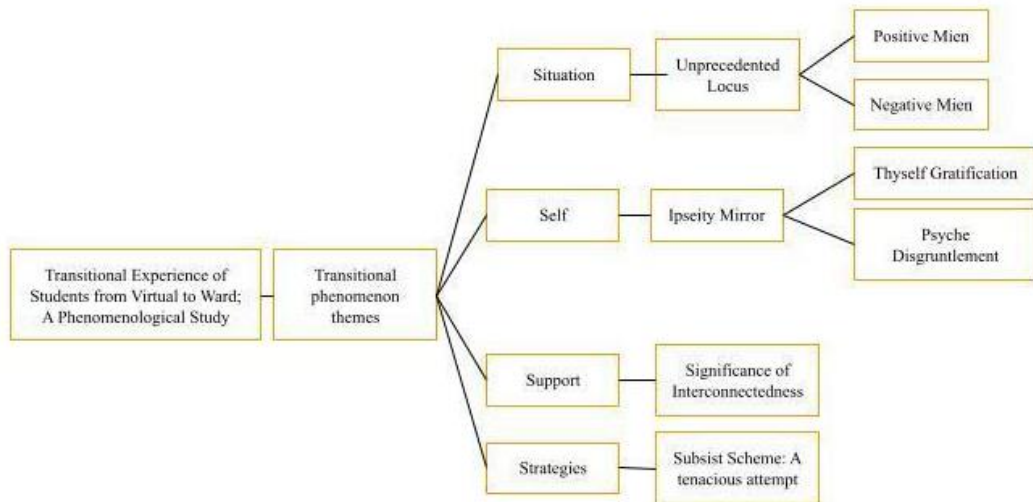 Transitional Experience of
Students from Virtual to Ward;
A Phenomenological Study
Transitional
phenomenon
themes
Situation
Unprecedented
Locus
Positive Mien
Negative Mien
Self
Ipseity Mirror
Thyself Gratification
Psyche
Disgruntlement
Support
Significance of
Interconnectedness
Strategies
Subsist Scheme: A
tenacious attempt